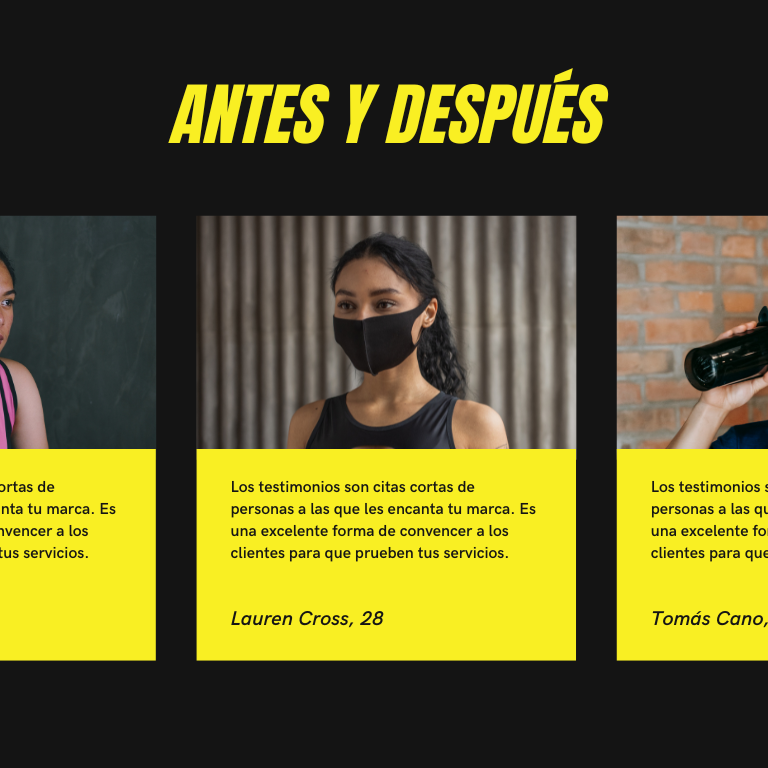 ANTES Y DESPUÉS
ortas de
nta tu marca. Es
nvencer a los
tus servicios.
Los testimonios son citas cortas de
personas a las que les encanta tu marca. Es
una excelente forma de convencer a los
clientes para que prueben tus servicios.
Lauren Cross, 28
Los testimonios s
personas a las qu
una excelente fo
clientes para que
Tomás Cano,